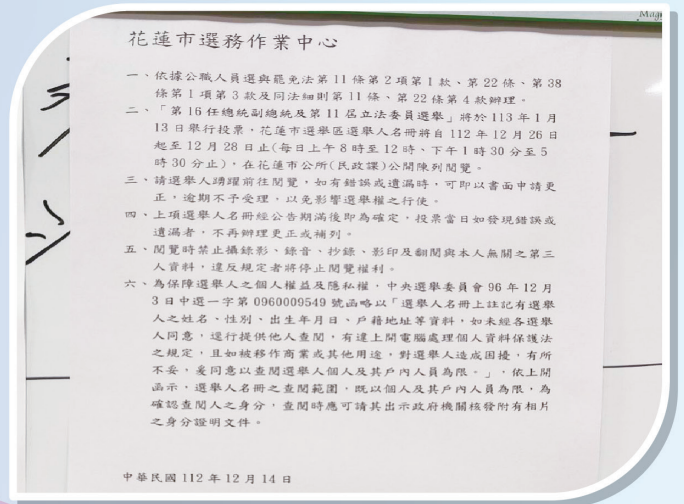 花蓮市選務作業中心
一、依據公職人員選與罷免法第11條第2項第1款、第22條、第38
條第1項第3款及同法細則第11條、第22條第4款辦理。
二、「第16任總統副總統及第11屆立法委員選舉」將於113年1月
13日舉行投票，花蓮市選舉區選舉人名冊將自112年12月26日
起至12月28日止(每日上午8時至12時、下午1時30分至5
時30分止)，在花蓮市公所(民政課)公開陳列閱覽。
三、請選舉人踴躍前往閱覽，如有錯誤或遺漏時，可即以書面申請更
正，逾期不予受理，以免影響選舉權之行使。
四、上項選舉人名冊經公告期滿後即為確定，投票當日如發現錯誤或
遺漏者，不再辦理更正或補列。
五、閱覽時禁止攝錄影、錄音、抄錄、影印及翻閱與本人無關之第三
人資料，違反規定者將停止閱覽權利。
六、為保障選舉人之個人權益及隱私權，中央選舉委員會96年12月
3日中選一字第0960009549號函略以「選舉人名冊上註記有選舉
人之姓名、性別、出生年月日、戶籍地址等資料，如未經各選舉
人同意，逕行提供他人查閱，有違上開電腦處理個人資料保護法
之規定，且如被移作商業或其他用途，對選舉人造成困擾，有所
不妥，爰同意以查閱選舉人個人及其戶內人員為限。」，依上開
函示，選舉人名冊之查閱範圍，既以個人及其戶內人員為限，為
確認查閱人之身分，查閱時應可請其出示政府機關核發附有相片
之身分證明文件。
中華民國112年12月14日